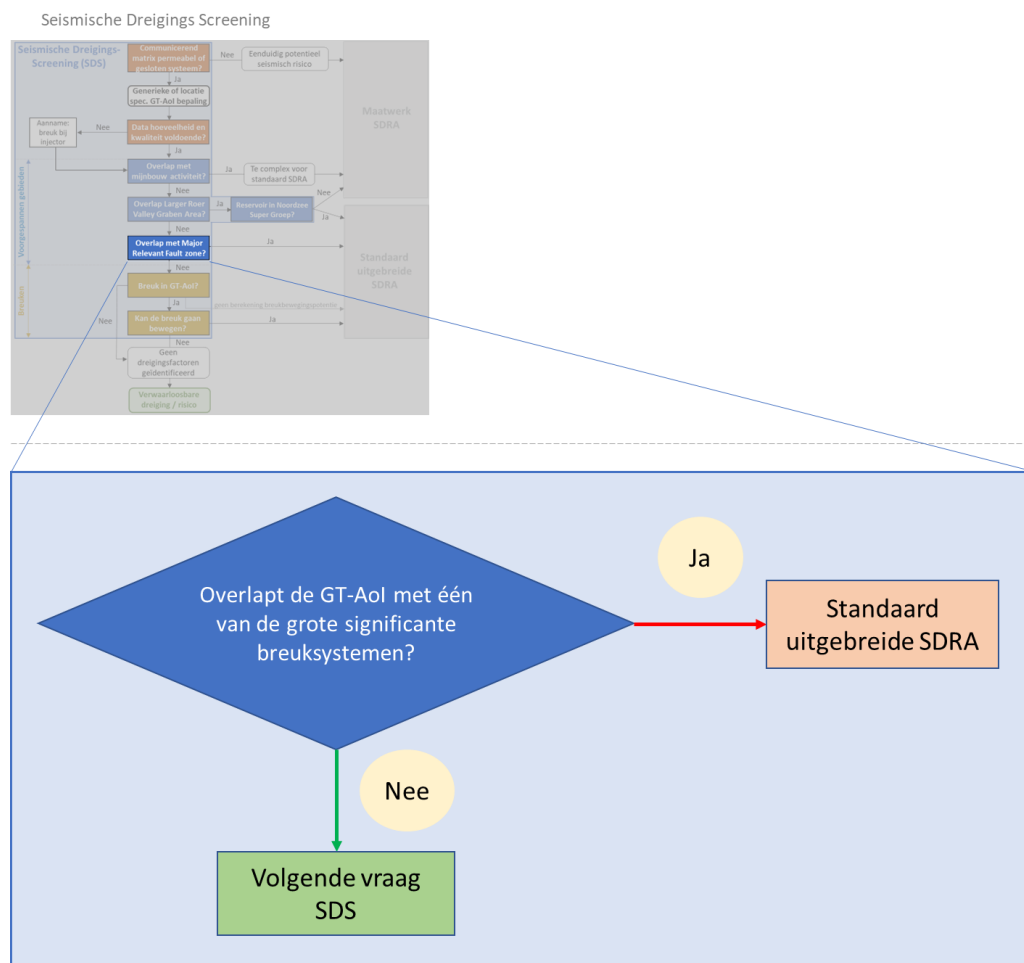 Seismische Dreigings Screening
Seismische Dreigings-
Screening (SDS)
Communicerend
matrix permeabel of
gesloten systeem?
Nee
Eenduidig potentieel
seismisch risico
Ja
Generieke of locatie
spec. GT-AoI bepaling
Maatwerk
SDRA
Aanname:
breuk bij
injector
Nee
Data hoeveelheid en
kwaliteit voldoende?
Ja
Voorgespannen gebieden
Overlap met
mijnbouw activiteit?
Ja
Te complex voor
standaard SDRA
Nee
Nee
Overlap Larger Roer
Valley Graben Area?
Ja
Reservoir in Noordzee
Super Groep?
Ja
Nee
Overlap met Major
Relevant Fault zone?
Ja
Standaard
uitgebreide
SDRA
Nee
Breuken
Breuk in GT-AoI?
Ja
Nee
Kan de breuk gaan
bewegen?
Ja
Nee
Geen
dreigingsfactoren
geïdentificeerd
Verwaarloosbare
dreiging / risico
Overlapt de GT-AoI met één
van de grote significante
breuksystemen?
Ja
Standaard
uitgebreide SDRA
Nee
Volgende vraag
SDS